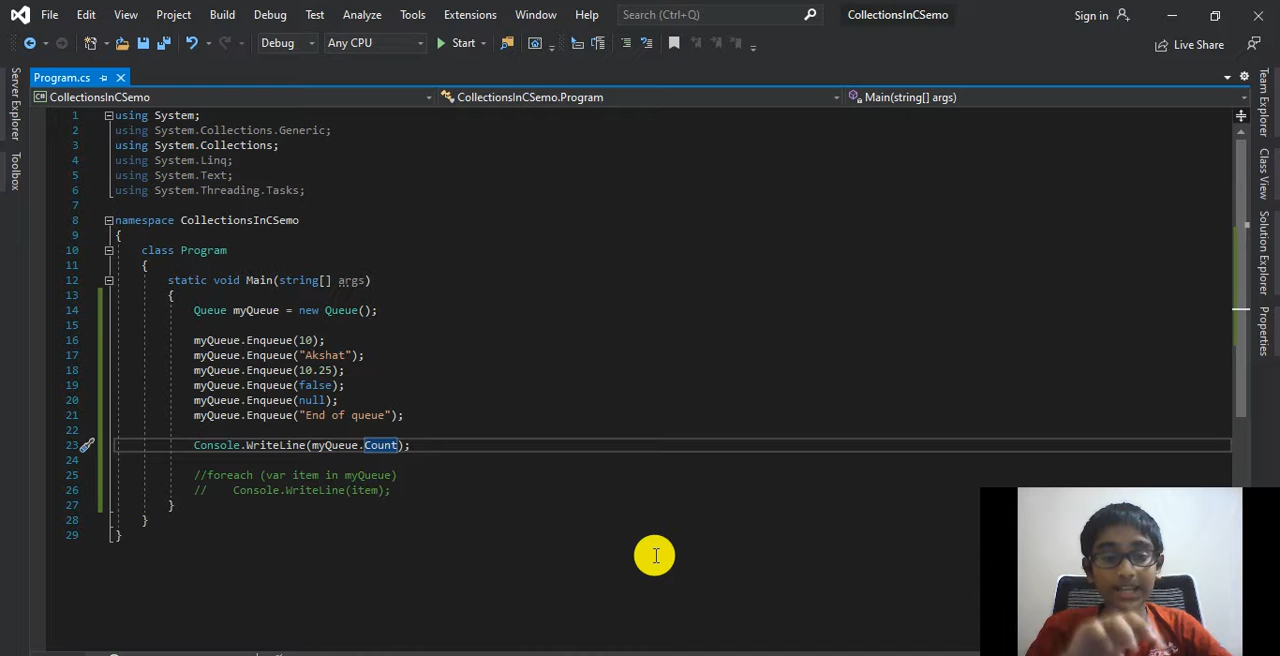 File Edit View Project Build Debug Test Analyze Tools Extensions Window Help Search (Ctrl+Q) CollectionsInCSemo Sign in
Debug Any CPU Start Live Share
Program.cs
CollectionsInCSemo CollectionsInCSemo.Program Main(string[] args)
Server Explorer
Toolbox
1 using System;
2 using System.Collections.Generic;
3 using System.Collections;
4 using System.Linq;
5 using System.Text;
6 using System.Threading.Tasks;
7
8 namespace CollectionsInCSemo
9 {
10 class Program
11 {
12 static void Main(string[] args)
13 {
14 Queue myQueue = new Queue();
15
16 myQueue.Enqueue(10);
17 myQueue.Enqueue("Akshat");
18 myQueue.Enqueue(10.25);
19 myQueue.Enqueue(false);
20 myQueue.Enqueue(null);
21 myQueue.Enqueue("End of queue");
22
23 Console.WriteLine(myQueue.Count);
24
25 //foreach (var item in myQueue)
26 // Console.WriteLine(item);
27 }
28 }
29 }
Team Explorer
Class View
Solution Explorer
Properties